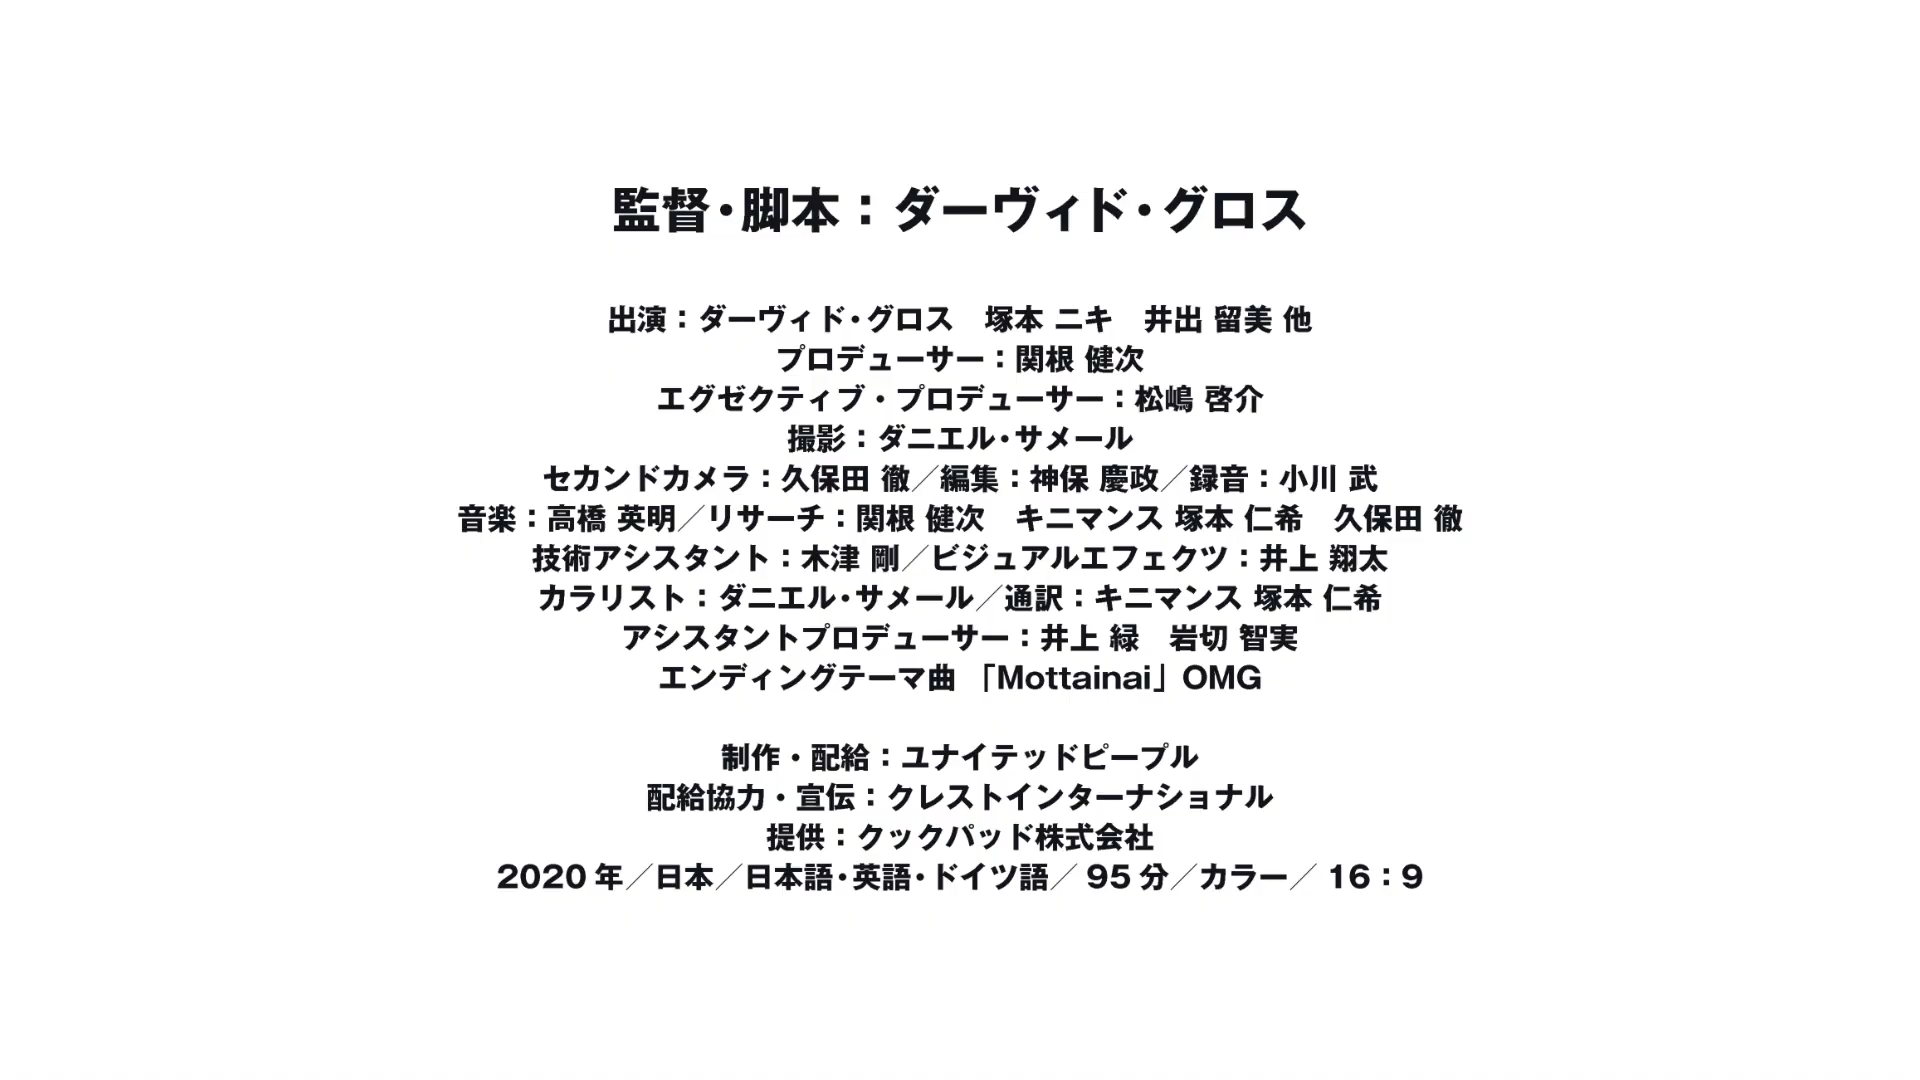 監督・脚本：ダーヴィド・グロス
出演：ダーヴィド・グロス　塚本 ニキ　井出 留美 他
プロデューサー：関根 健次
エグゼクティブ・プロデューサー：松嶋 啓介
撮影：ダニエル・サメール
セカンドカメラ：久保田 徹／編集：神保 慶政／録音：小川 武
音楽：高橋 英明／リサーチ：関根 健次　キニマンス 塚本 仁希　久保田 徹
技術アシスタント：木津 剛／ビジュアルエフェクツ：井上 翔太
カラリスト：ダニエル・サメール／通訳：キニマンス 塚本 仁希
アシスタントプロデューサー：井上 緑　岩切 智実
エンディングテーマ曲 「Mottainai」OMG
制作・配給：ユナイテッドピープル
配給協力・宣伝：クレストインターナショナル
提供：クックパッド株式会社
2020 年／日本／日本語・英語・ドイツ語／ 95 分／カラー／ 16：9